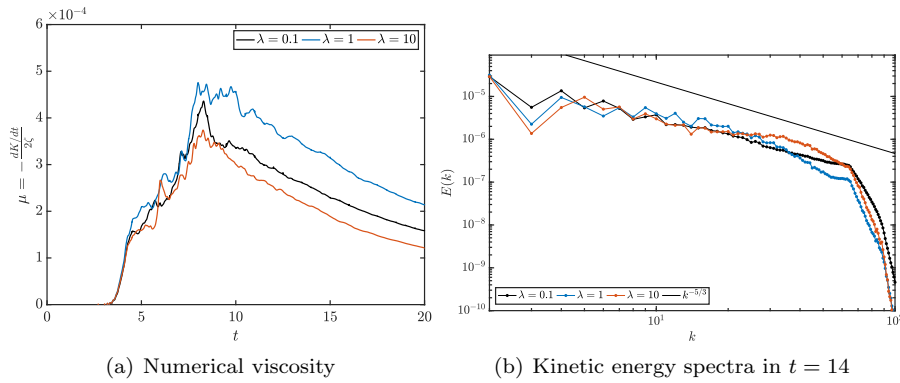 6 ×10⁻⁴
λ = 0.1 λ = 1 λ = 10
5
4
3
2
1
0
μ = − dK/dt / 2ζ
0 5 10 15 20
t
(a) Numerical viscosity
10⁻⁵
10⁻⁶
10⁻⁷
10⁻⁸
10⁻⁹
10⁻¹⁰
E(k)
λ = 0.1 λ = 1 λ = 10 k⁻⁵/³
10¹ 10²
k
(b) Kinetic energy spectra in t = 14